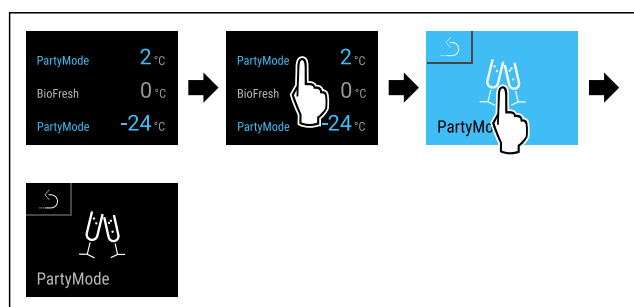 PartyMode 2 °C
BioFresh 0 °C
PartyMode -24 °C
PartyMode 2 °C
BioFresh 0 °C
PartyMode -24 °C
PartyMo
PartyMode